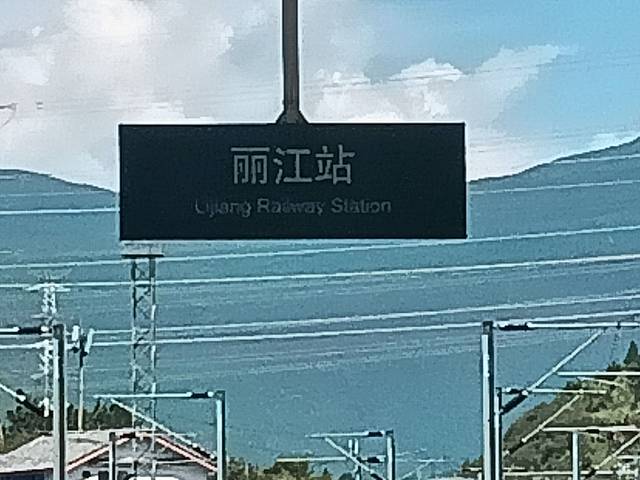 丽江站
Lijiang Railway Station